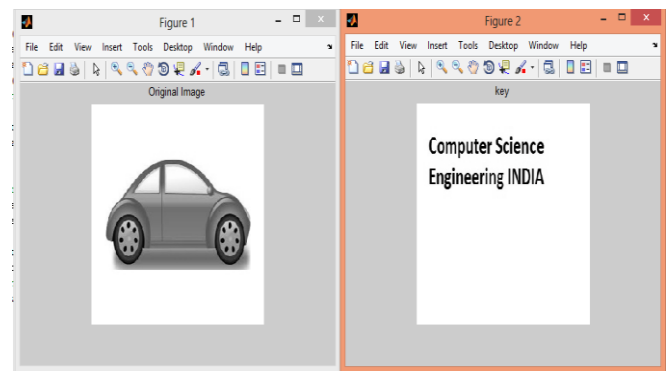 Figure 1
File Edit View Insert Tools Desktop Window Help
Original Image
Figure 2
File Edit View Insert Tools Desktop Window Help
key
Computer Science
Engineering INDIA